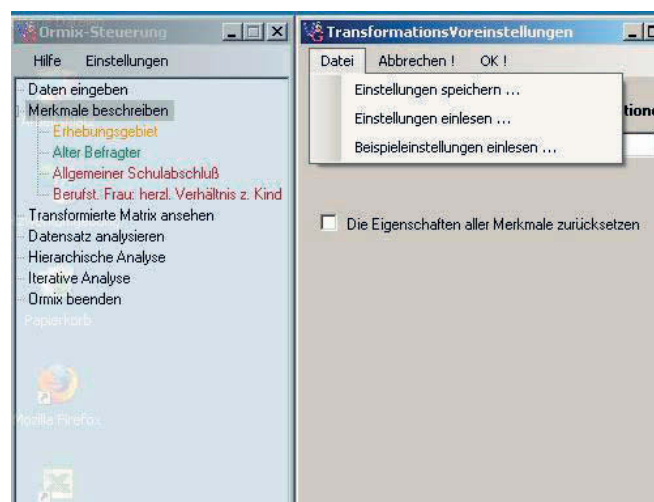 Ormix-Steuerung
Hilfe Einstellungen
Daten eingeben
Merkmale beschreiben
Erhebungsgebiet
Alter Befragter
Allgemeiner Schulabschluß
Berufst. Frau: herzl. Verhältnis z. Kind
Transformierte Matrix ansehen
Datensatz analysieren
Hierarchische Analyse
Iterative Analyse
Ormix beenden
Papierkorb
Mozilla Firefox
TransformationsVoreinstellungen
Datei Abbrechen ! OK !
Einstellungen speichern ...
Einstellungen einlesen ...
Beispieleinstellungen einlesen ...
Die Eigenschaften aller Merkmale zurücksetzen